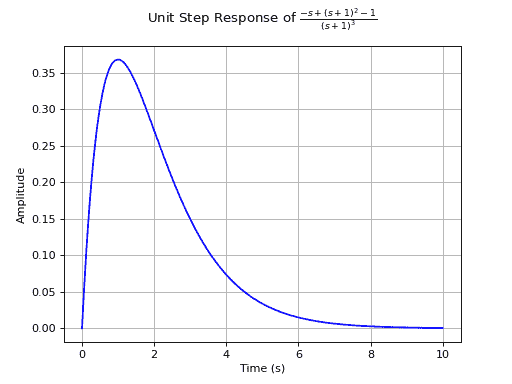 Unit Step Response of $\frac{-s+(s+1)^2-1}{(s+1)^3}$
0.35
0.30
0.25
0.20
0.15
0.10
0.05
0.00
Amplitude
0 2 4 6 8 10
Time (s)